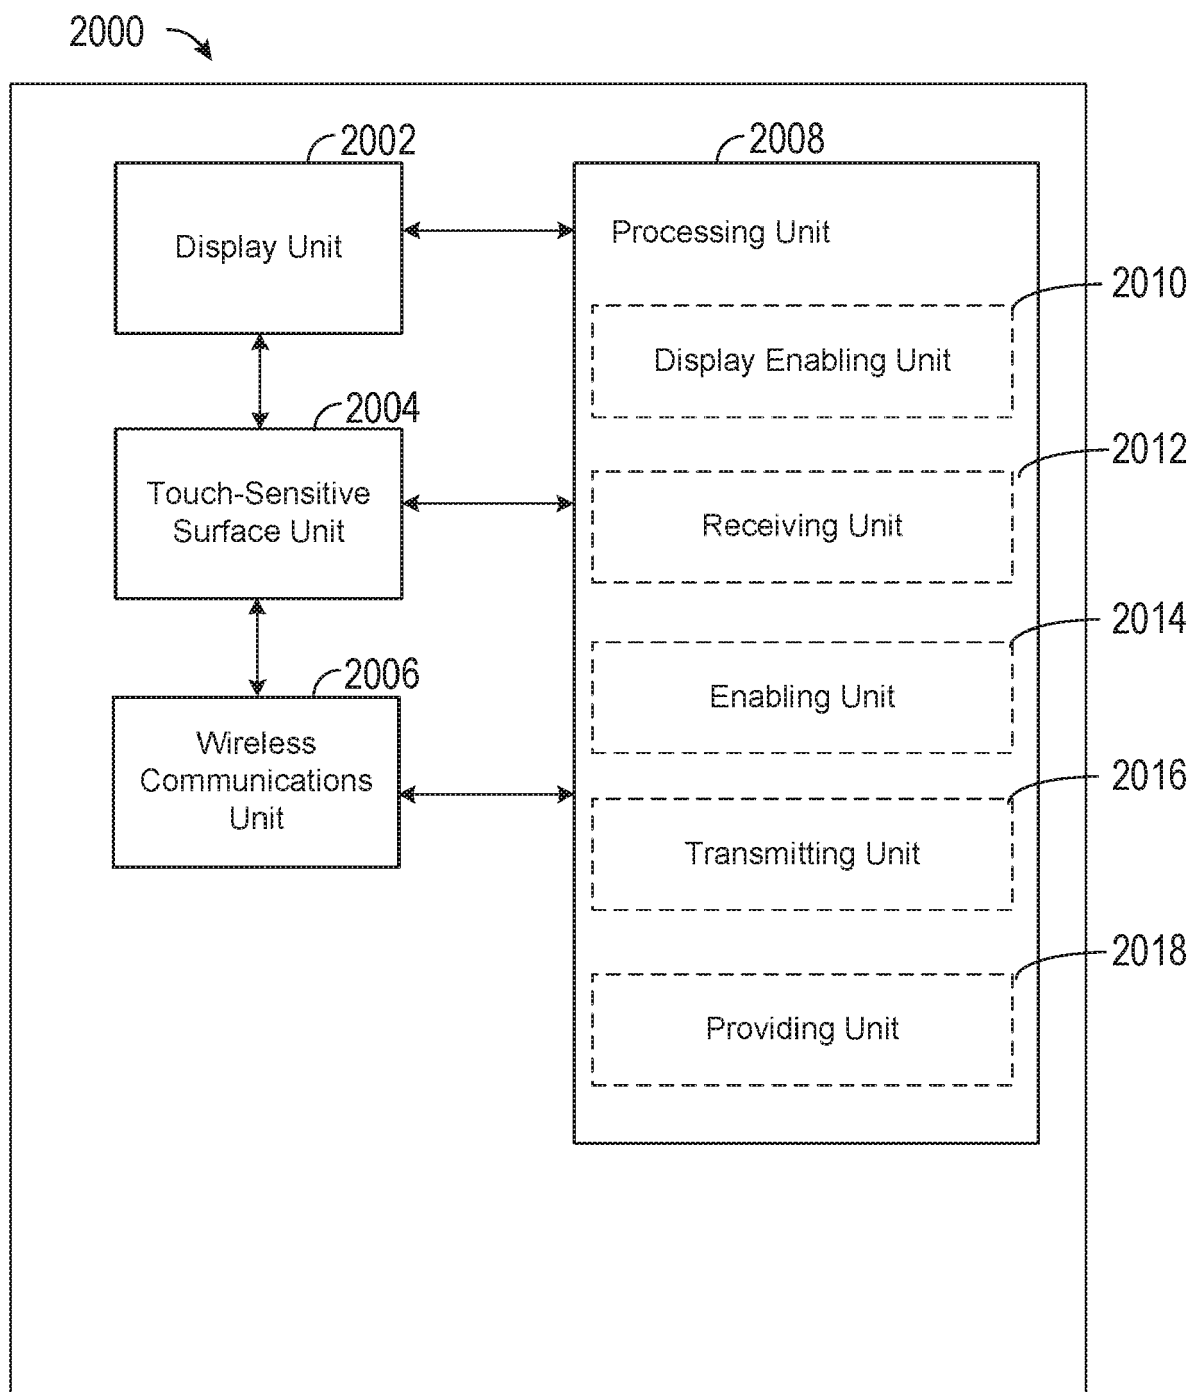 2000
2002
Display Unit
2004
Touch-Sensitive
Surface Unit
2006
Wireless
Communications
Unit
2008
Processing Unit
2010
Display Enabling Unit
2012
Receiving Unit
2014
Enabling Unit
2016
Transmitting Unit
2018
Providing Unit